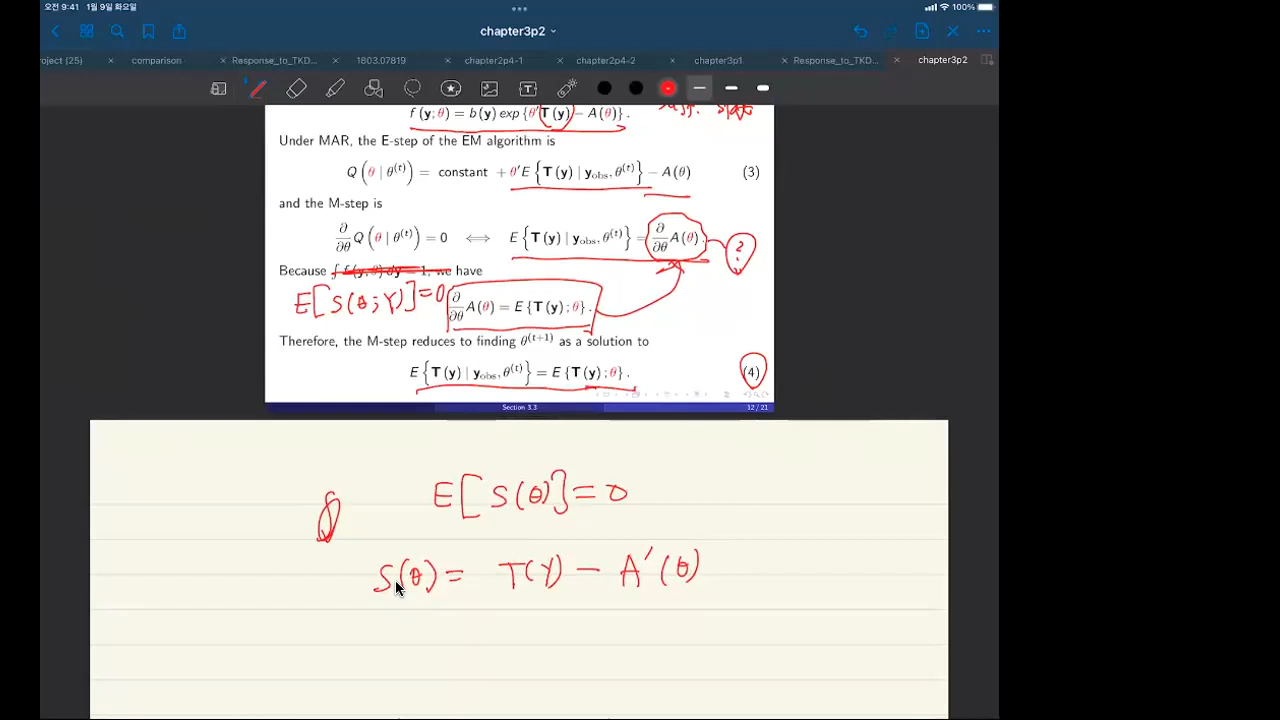 오전 9:41 1월 9일 화요일
100%
chapter3p2
roject (25) comparison Response_to_TKD... 1803.07819 chapter2p4-1 chapter2p4-2 chapter3p1 Response_to_TKD... chapter3p2
f (y; θ) = b (y) exp {θ′T (y) − A (θ)} .
Under MAR, the E-step of the EM algorithm is
Q (θ | θ⁽ᵗ⁾) = constant + θ′E {T (y) | y_obs, θ⁽ᵗ⁾} − A (θ) (3)
and the M-step is
∂/∂θ Q (θ | θ⁽ᵗ⁾) = 0 ⟺ E {T (y) | y_obs, θ⁽ᵗ⁾} = ∂/∂θ A (θ) . ?
Because ∫ f (y; θ) dy = 1, we have
E[S(θ; Y)] = 0 ∂/∂θ A (θ) = E {T (y) ; θ} .
Therefore, the M-step reduces to finding θ⁽ᵗ⁺¹⁾ as a solution to
E {T (y) | y_obs, θ⁽ᵗ⁾} = E {T (y) ; θ} . (4)
Section 3.3 12 / 21
E[S(θ)] = 0
S(θ) = T(Y) − A′(θ)